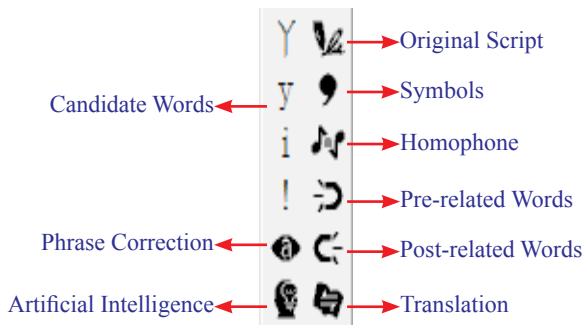 Y Original Script
Candidate Words y Symbols
i Homophone
! Pre-related Words
Phrase Correction a Post-related Words
Artificial Intelligence Translation